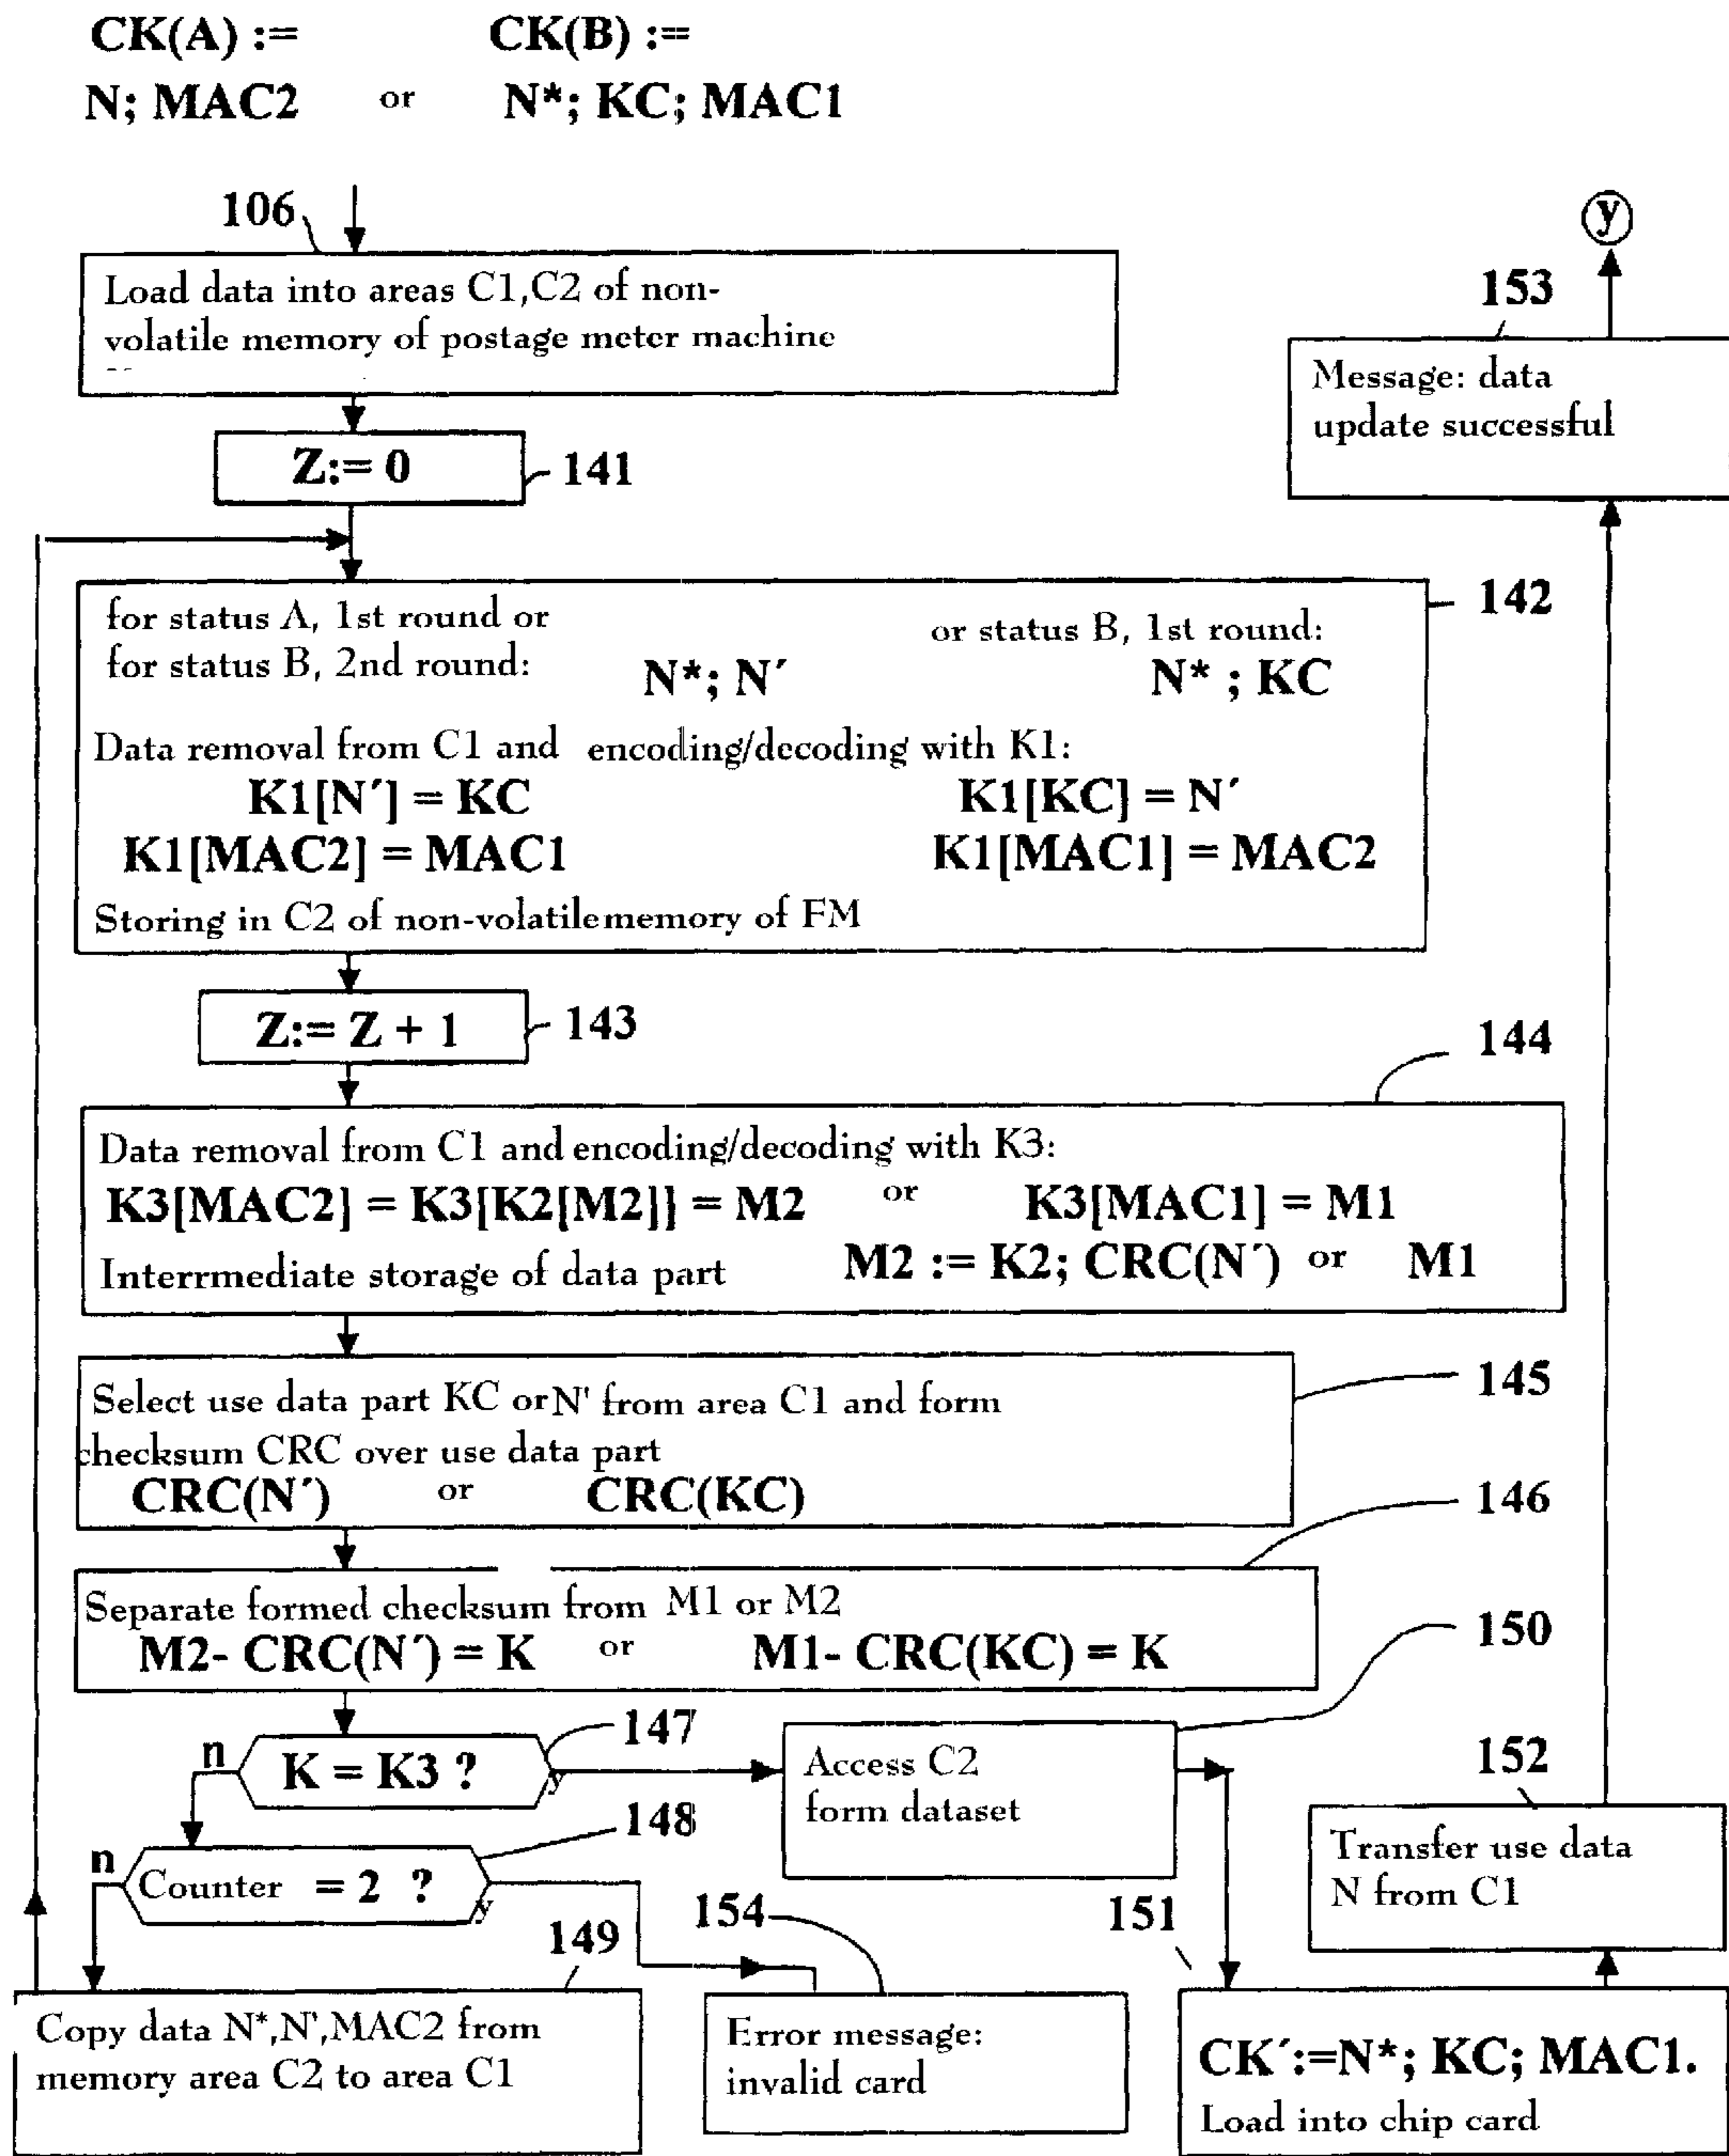 CK(A) := CK(B) :=
N; MAC2 or N*; KC; MAC1
106
Load data into areas C1,C2 of non-
volatile memory of postage meter machine
y
153
Message: data
update successful
Z:= 0
141
142
for status A, 1st round or
for status B, 2nd round: N*; N′
or status B, 1st round:
N* ; KC
Data removal from C1 and encoding/decoding with K1:
K1[N′] = KC K1[KC] = N′
K1[MAC2] = MAC1 K1[MAC1] = MAC2
Storing in C2 of non-volatile memory of FM
Z:= Z + 1
143
144
Data removal from C1 and encoding/decoding with K3:
K3[MAC2] = K3[K2[M2]] = M2 or K3[MAC1] = M1
Interrmediate storage of data part M2 := K2; CRC(N′) or M1
145
Select use data part KC or N' from area C1 and form
checksum CRC over use data part
CRC(N′) or CRC(KC)
146
Separate formed checksum from M1 or M2
M2- CRC(N′) = K or M1- CRC(KC) = K
150
147
n K = K3 ? y
Access C2
form dataset
148
n Counter = 2 ? y
152
Transfer use data
N from C1
149
Copy data N*,N',MAC2 from
memory area C2 to area C1
154
Error message:
invalid card
151
CK′:=N*; KC; MAC1.
Load into chip card